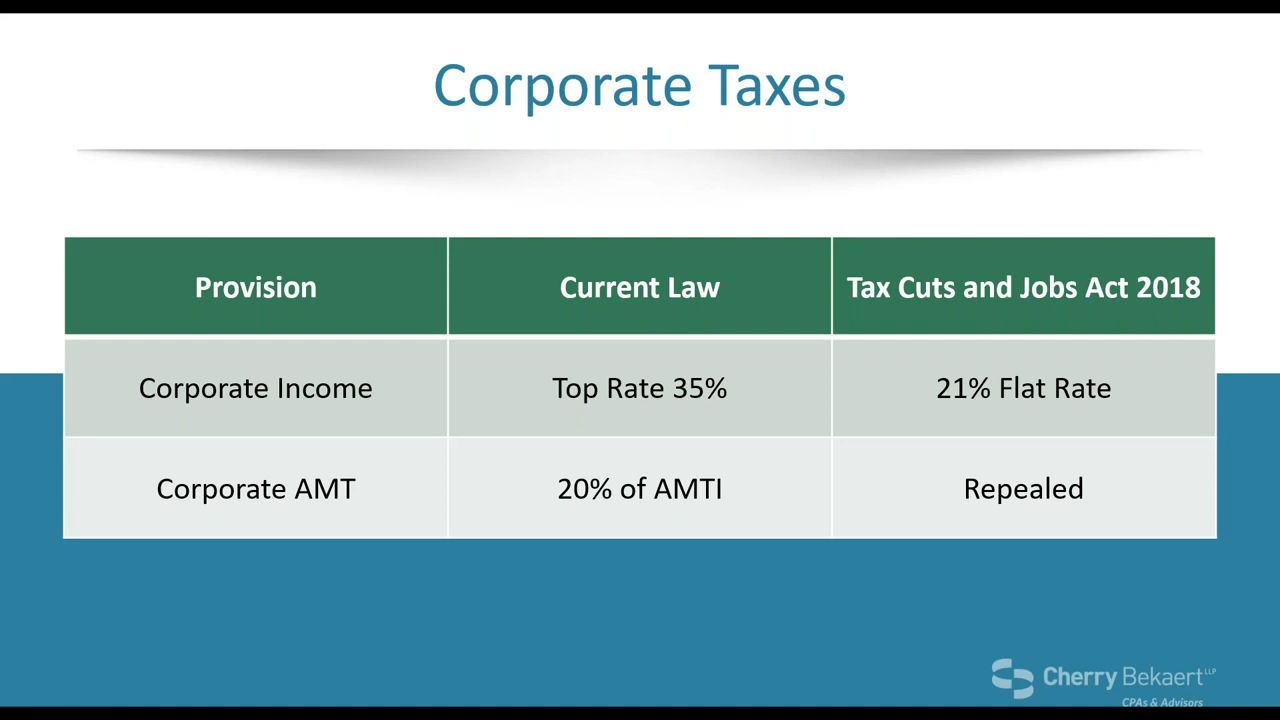 Corporate Taxes
Provision Current Law Tax Cuts and Jobs Act 2018
Corporate Income Top Rate 35% 21% Flat Rate
Corporate AMT 20% of AMTI Repealed
Cherry Bekaert LLP
CPAs & Advisors